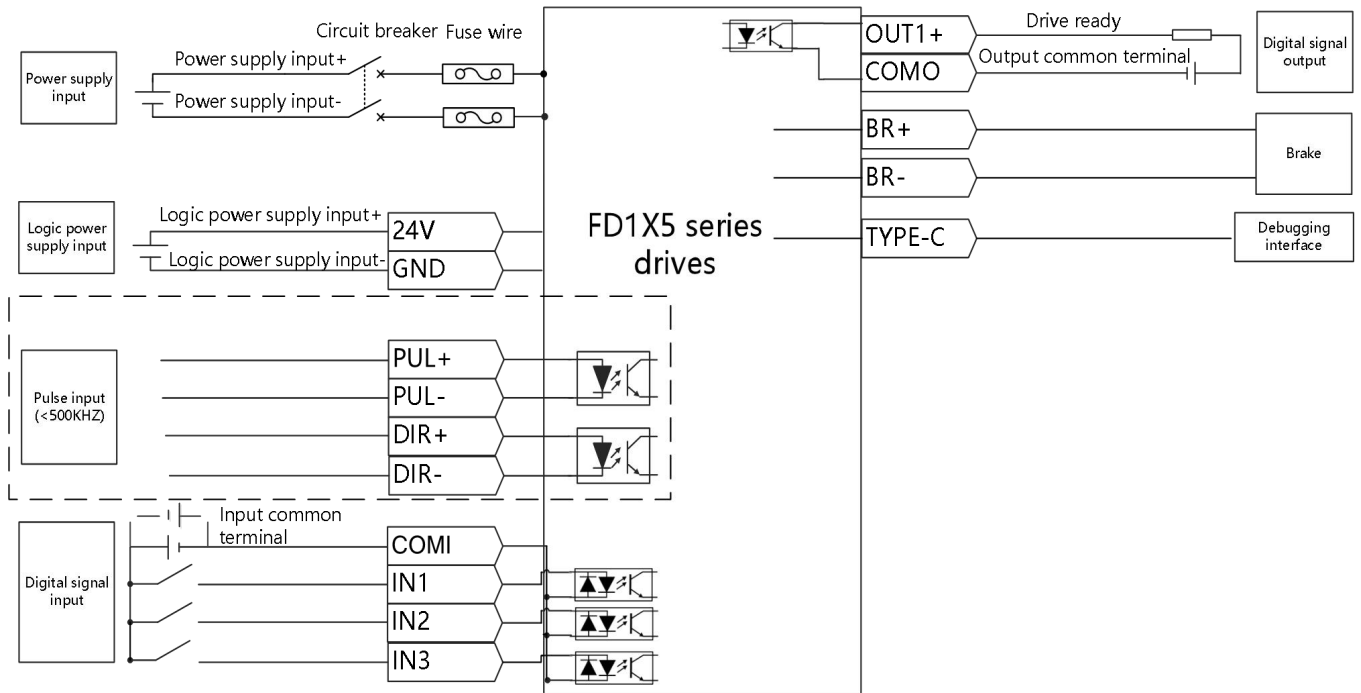 Circuit breaker Fuse wire
Power supply input+
Power supply
input
Power supply input-
Logic power supply input+
Logic power
supply input
24V
Logic power supply input-
GND
Pulse input
(<500KHZ)
PUL+
PUL-
DIR+
DIR-
Input common
terminal
Digital signal
input
COMI
IN1
IN2
IN3
FD1X5 series
drives
OUT1+
Drive ready
COMO
Output common terminal
Digital signal
output
BR+
BR-
Brake
TYPE-C
Debugging
interface